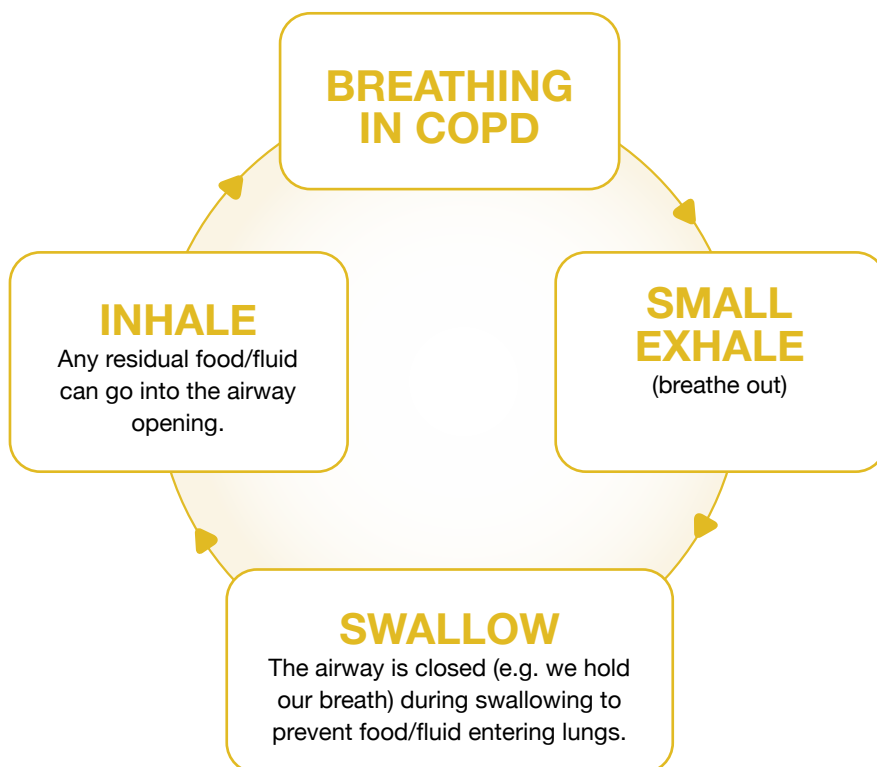 BREATHING
IN COPD
SMALL
EXHALE
(breathe out)
SWALLOW
The airway is closed (e.g. we hold
our breath) during swallowing to
prevent food/fluid entering lungs.
INHALE
Any residual food/fluid
can go into the airway
opening.